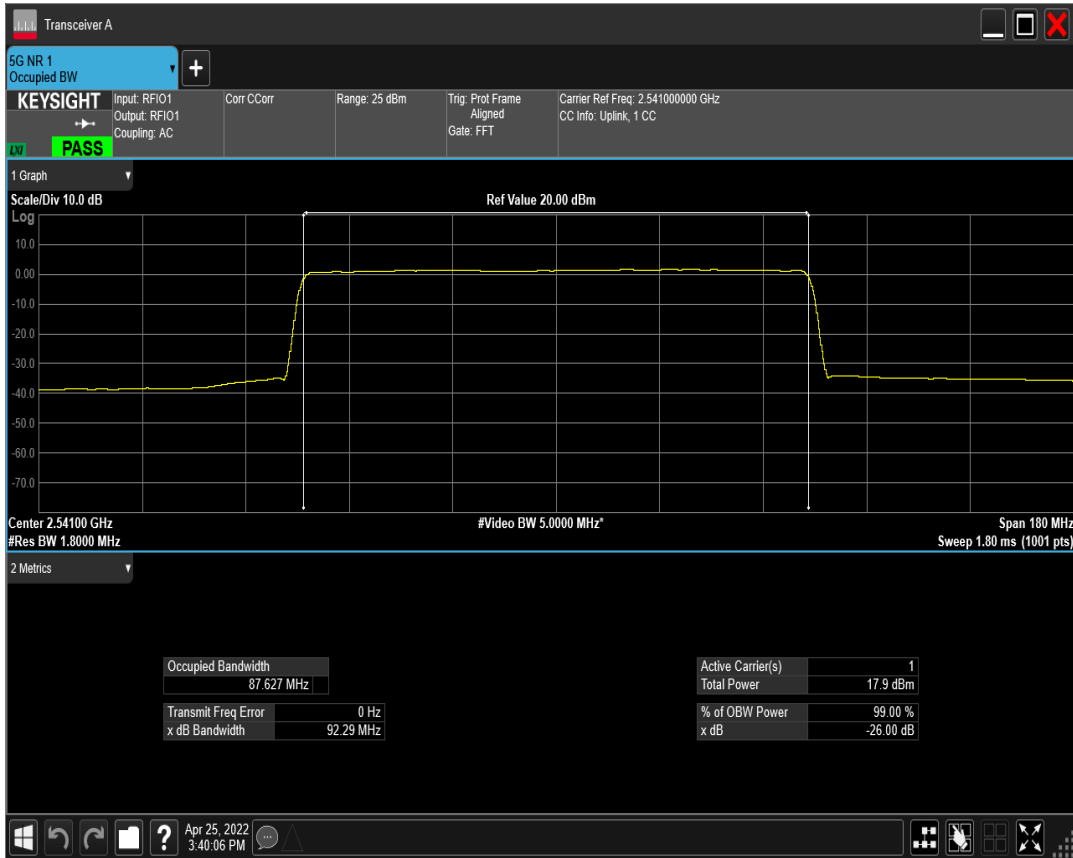 Transceiver A
5G NR 1
Occupied BW
+
KEYSIGHT
LXI
PASS
Input: RFIO1
Output: RFIO1
Coupling: AC
Corr CCorr
Range: 25 dBm
Trig: Prot Frame
Aligned
Gate: FFT
Carrier Ref Freq: 2.541000000 GHz
CC Info: Uplink, 1 CC
1 Graph
Scale/Div 10.0 dB
Ref Value 20.00 dBm
Log
10.0
0.00
-10.0
-20.0
-30.0
-40.0
-50.0
-60.0
-70.0
Center 2.54100 GHz
#Video BW 5.0000 MHz*
Span 180 MHz
#Res BW 1.8000 MHz
Sweep 1.80 ms (1001 pts)
2 Metrics
Occupied Bandwidth
87.627 MHz
Transmit Freq Error 0 Hz
x dB Bandwidth 92.29 MHz
Active Carrier(s) 1
Total Power 17.9 dBm
% of OBW Power 99.00 %
x dB -26.00 dB
?
Apr 25, 2022
3:40:06 PM